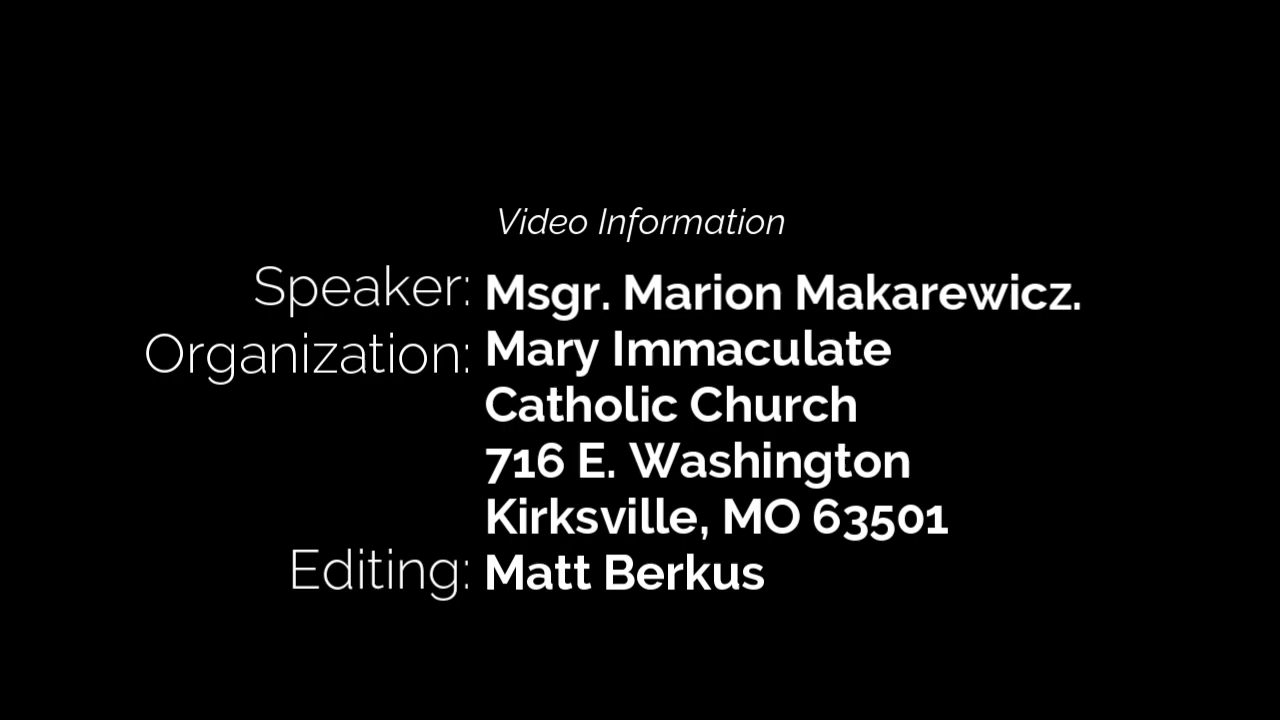 Video Information
Speaker: Msgr. Marion Makarewicz.
Organization: Mary Immaculate
Catholic Church
716 E. Washington
Kirksville, MO 63501
Editing: Matt Berkus